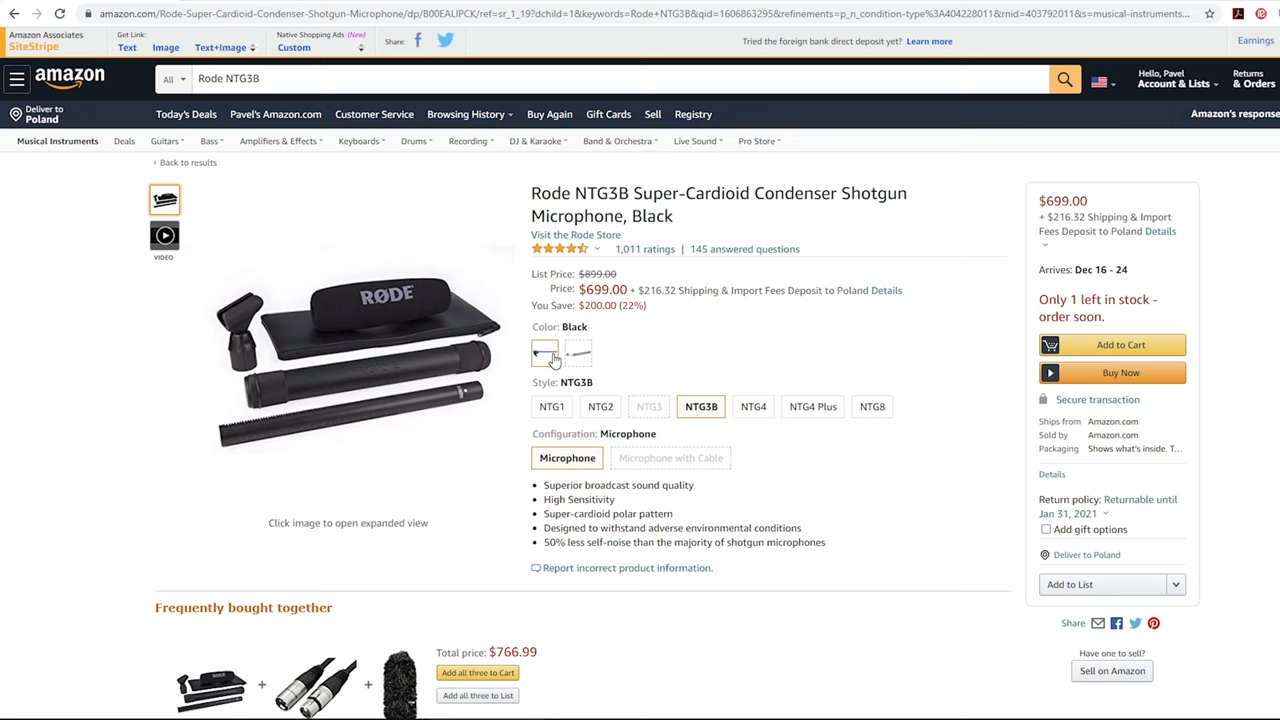 amazon.com/Rode-Super-Cardioid-Condenser-Shotgun-Microphone/dp/B00EALIPCK/ref=sr_1_19?dchild=1&keywords=Rode+NTG3B&qid=1606863295&refinements=p_n_condition-type%3A404228011&rnid=403792011&s=musical-instruments...
Amazon Associates
SiteStripe
Get Link:
Text Image Text+Image
Native Shopping Ads (New)
Custom
Share:
Tried the foreign bank direct deposit yet? Learn more
Earnings
amazon
All
Rode NTG3B
Hello, Pavel
Account & Lists
Returns
& Orders
Deliver to
Poland
Today's Deals Pavel's Amazon.com Customer Service Browsing History Buy Again Gift Cards Sell Registry
Amazon's response
Musical Instruments Deals Guitars Bass Amplifiers & Effects Keyboards Drums Recording DJ & Karaoke Band & Orchestra Live Sound Pro Store
‹ Back to results
VIDEO
RØDE
Click image to open expanded view
Rode NTG3B Super-Cardioid Condenser Shotgun
Microphone, Black
Visit the Rode Store
1,011 ratings | 145 answered questions
List Price: $899.00
Price: $699.00 + $216.32 Shipping & Import Fees Deposit to Poland Details
You Save: $200.00 (22%)
Color: Black
Style: NTG3B
NTG1 NTG2 NTG3 NTG3B NTG4 NTG4 Plus NTG8
Configuration: Microphone
Microphone Microphone with Cable
• Superior broadcast sound quality
• High Sensitivity
• Super-cardioid polar pattern
• Designed to withstand adverse environmental conditions
• 50% less self-noise than the majority of shotgun microphones
Report incorrect product information.
$699.00
+ $216.32 Shipping & Import
Fees Deposit to Poland Details
Arrives: Dec 16 - 24
Only 1 left in stock -
order soon.
Add to Cart
Buy Now
Secure transaction
Ships from Amazon.com
Sold by Amazon.com
Packaging Shows what's inside. T...
Details
Return policy: Returnable until
Jan 31, 2021
Add gift options
Deliver to Poland
Add to List
Share
Have one to sell?
Sell on Amazon
Frequently bought together
Total price: $766.99
Add all three to Cart
Add all three to List